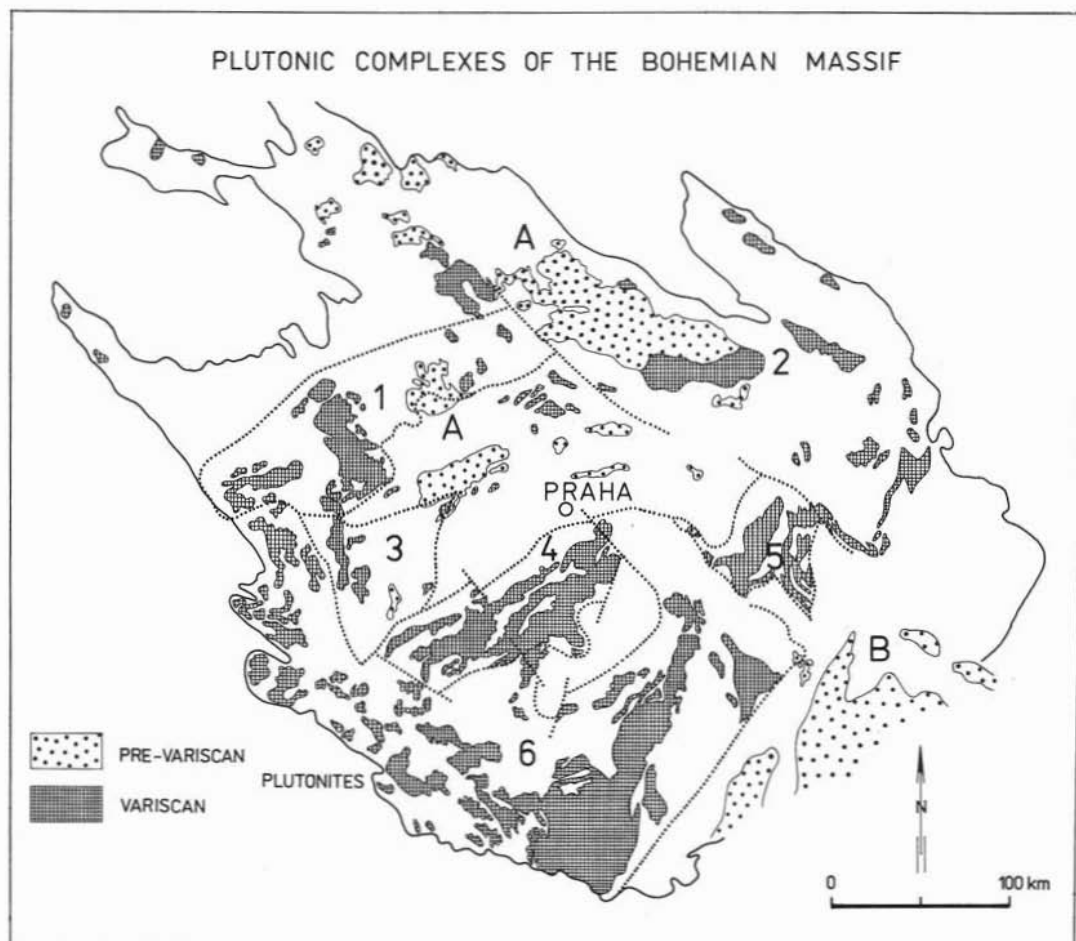 PLUTONIC COMPLEXES OF THE BOHEMIAN MASSIF
A
1
2
A
PRAHA
3
4
5
B
6
PRE-VARISCAN
PLUTONITES
VARISCAN
N
0 100 km